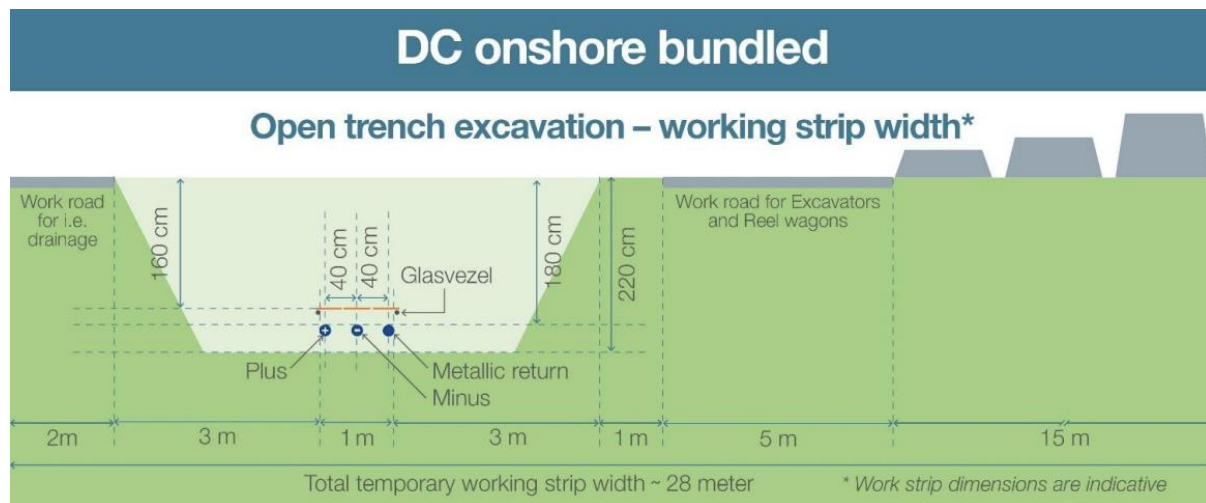 DC onshore bundled
Open trench excavation – working strip width*
Work road
for i.e.
drainage
160 cm
40 cm
40 cm
Glasvezel
180 cm
220 cm
Work road for Excavators
and Reel wagons
Plus
Minus
Metallic return
2m
3 m
1 m
3 m
1 m
5 m
15 m
Total temporary working strip width ~ 28 meter
* Work strip dimensions are indicative